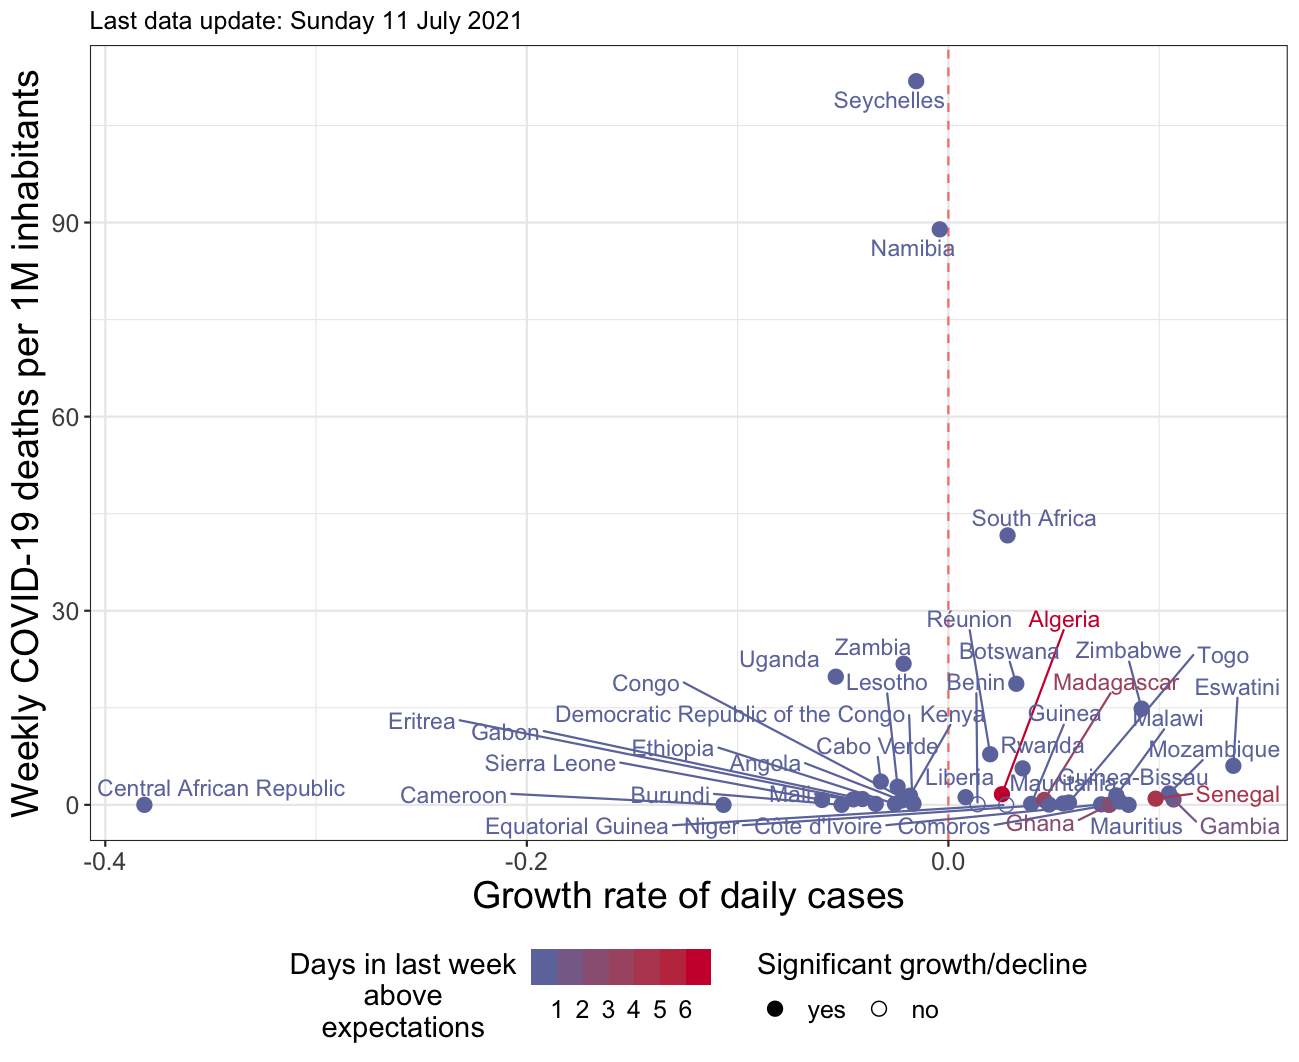 Last data update: Sunday 11 July 2021
Weekly COVID-19 deaths per 1M inhabitants
90
60
30
0
Seychelles
Namibia
South Africa
Réunion
Algeria
Uganda
Zambia
Botswana
Zimbabwe
Togo
Congo
Lesotho
Benin
Madagascar
Eswatini
Eritrea
Gabon
Democratic Republic of the Congo
Kenya
Guinea
Malawi
Ethiopia
Cabo Verde
Rwanda
Mozambique
Sierra Leone
Angola
Liberia
Mauritania
Guinea-Bissau
Central African Republic
Cameroon
Burundi
Senegal
Equatorial Guinea
Niger
Côte d'Ivoire
Comoros
Ghana
Mauritius
Gambia
-0.4
-0.2
0.0
Growth rate of daily cases
Days in last week
above
expectations
1 2 3 4 5 6
Significant growth/decline
yes
no